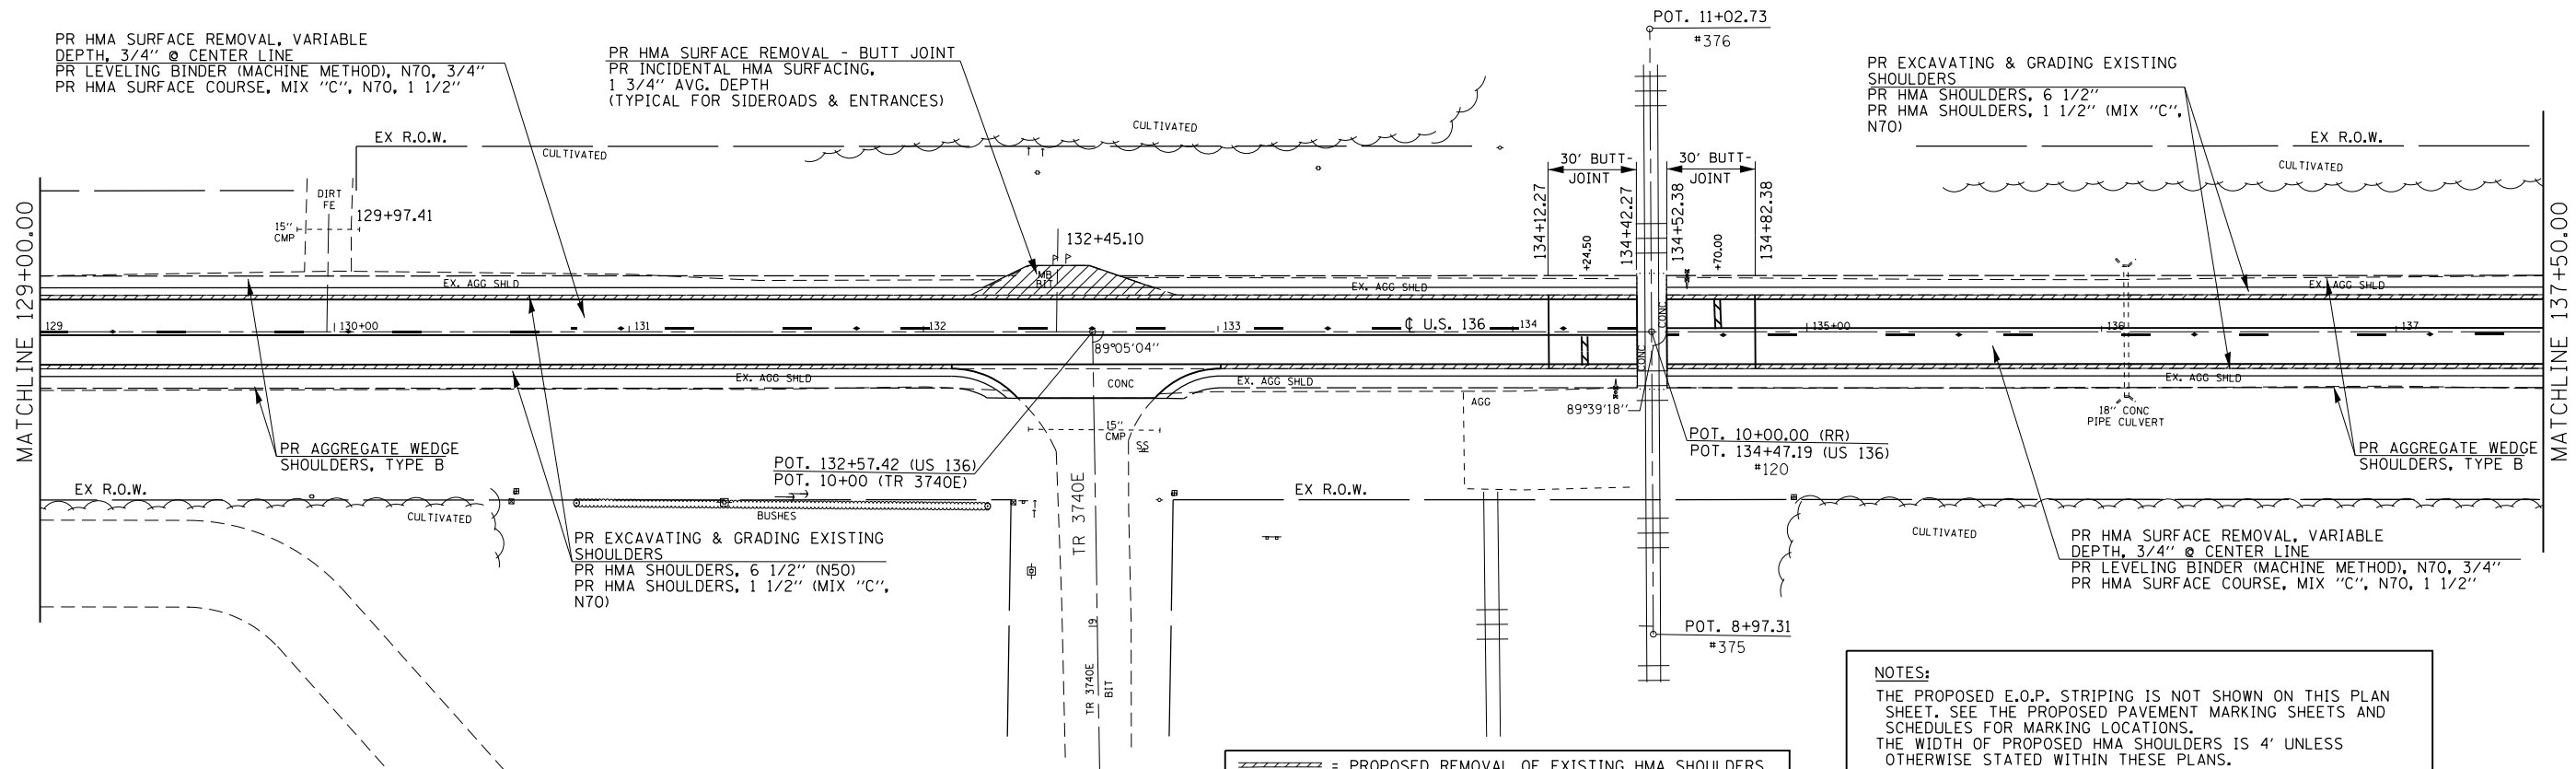 PR HMA SURFACE REMOVAL, VARIABLE
DEPTH, 3/4" @ CENTER LINE
PR LEVELING BINDER (MACHINE METHOD), N70, 3/4"
PR HMA SURFACE COURSE, MIX "C", N70, 1 1/2"
PR HMA SURFACE REMOVAL - BUTT JOINT
PR INCIDENTAL HMA SURFACING,
1 3/4" AVG. DEPTH
(TYPICAL FOR SIDEROADS & ENTRANCES)
POT. 11+02.73
#376
PR EXCAVATING & GRADING EXISTING
SHOULDERS
PR HMA SHOULDERS, 6 1/2"
PR HMA SHOULDERS, 1 1/2" (MIX "C",
N70)
EX R.O.W.
CULTIVATED
CULTIVATED
EX R.O.W.
CULTIVATED
30' BUTT-
JOINT
30' BUTT-
JOINT
134+12.27
+24.50
134+42.27
134+52.38
+70.00
134+82.38
DIRT
FE
129+97.41
15"
CMP
132+45.10
MATCHLINE 129+00.00
MATCHLINE 137+50.00
MB
BIT
EX. AGG SHLD
EX. AGG SHLD
EX. AGG SHLD
129
130+00
131
132
133
℄ U.S. 136
134
CONC
135+00
136
137
89°05'04"
CONC
EX. AGG SHLD
CONC
EX. AGG SHLD
EX. AGG SHLD
AGG
89°39'18"
18" CONC
PIPE CULVERT
15"
CMP
PR AGGREGATE WEDGE
SHOULDERS, TYPE B
POT. 132+57.42 (US 136)
POT. 10+00 (TR 3740E)
POT. 10+00.00 (RR)
POT. 134+47.19 (US 136)
#120
PR AGGREGATE WEDGE
SHOULDERS, TYPE B
EX R.O.W.
CULTIVATED
BUSHES
EX R.O.W.
CULTIVATED
TR 3740E
PR EXCAVATING & GRADING EXISTING
SHOULDERS
PR HMA SHOULDERS, 6 1/2" (N50)
PR HMA SHOULDERS, 1 1/2" (MIX "C",
N70)
PR HMA SURFACE REMOVAL, VARIABLE
DEPTH, 3/4" @ CENTER LINE
PR LEVELING BINDER (MACHINE METHOD), N70, 3/4"
PR HMA SURFACE COURSE, MIX "C", N70, 1 1/2"
19
TR 3740E
BIT
POT. 8+97.31
#375
NOTES:
THE PROPOSED E.O.P. STRIPING IS NOT SHOWN ON THIS PLAN
SHEET. SEE THE PROPOSED PAVEMENT MARKING SHEETS AND
SCHEDULES FOR MARKING LOCATIONS.
THE WIDTH OF PROPOSED HMA SHOULDERS IS 4' UNLESS
OTHERWISE STATED WITHIN THESE PLANS.
= PROPOSED REMOVAL OF EXISTING HMA SHOULDERS